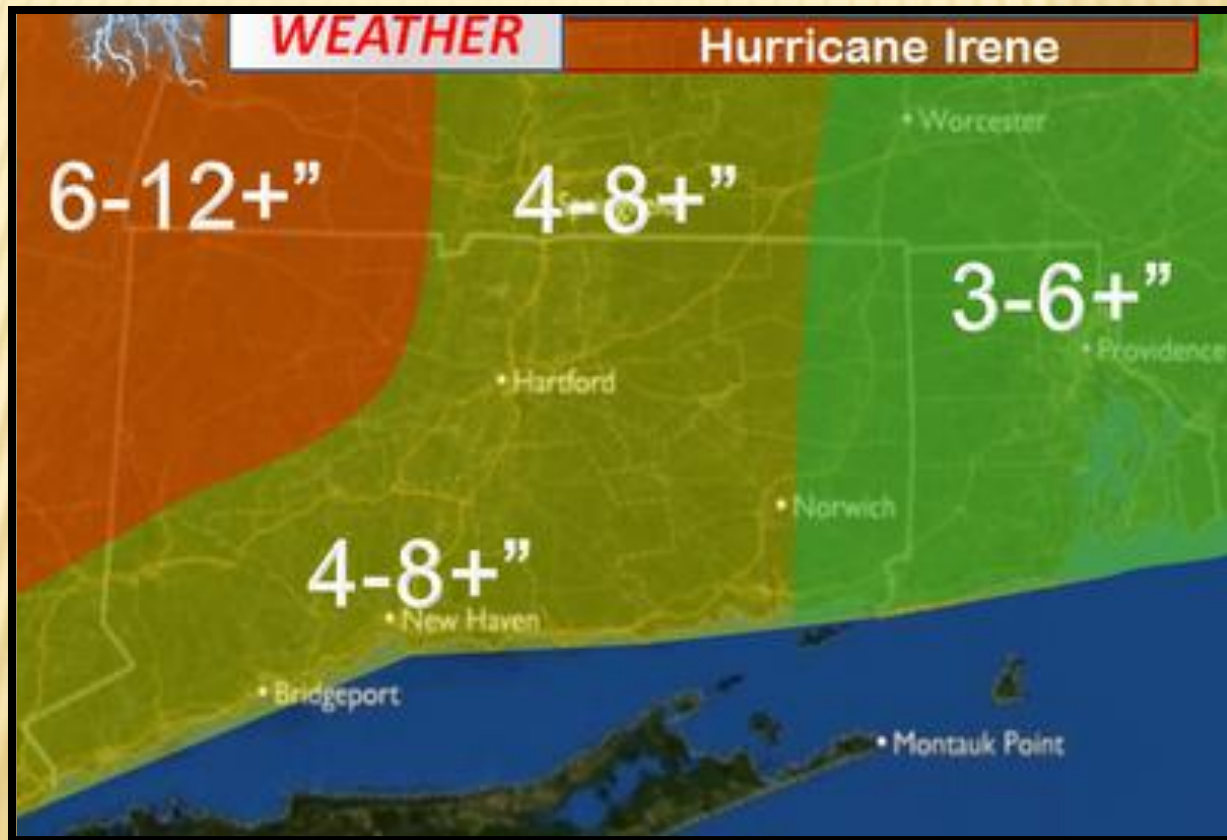 WEATHER
Hurricane Irene
Worcester
6-12+”
4-8+”
3-6+”
Providence
Hartford
Norwich
4-8+”
New Haven
Bridgeport
Montauk Point